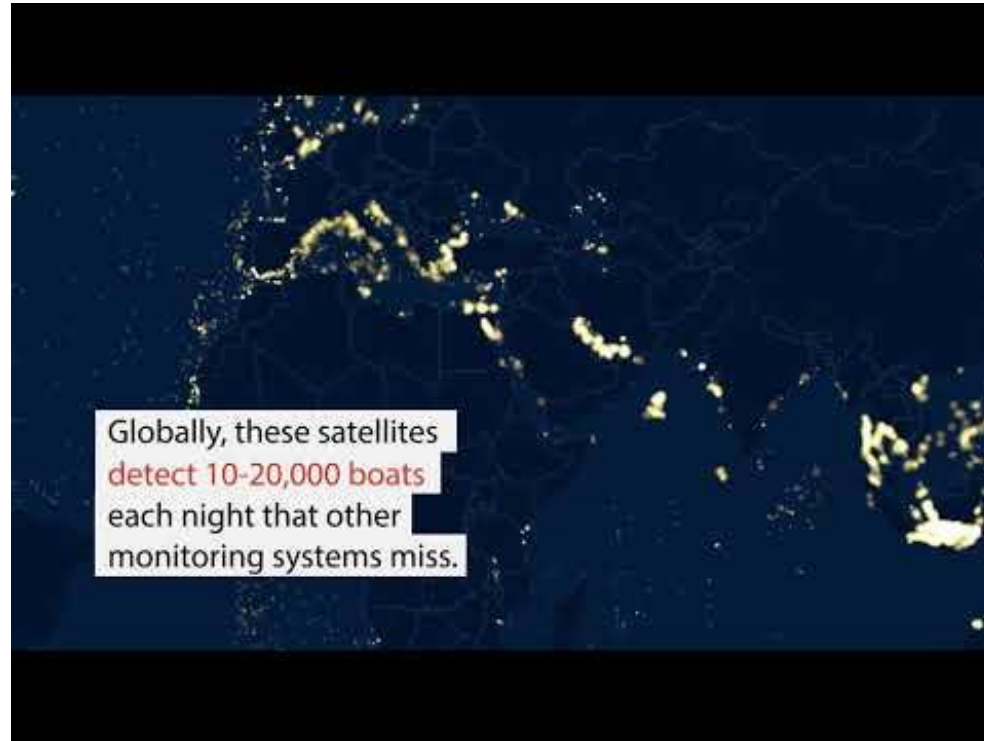 Globally, these satellites
detect 10-20,000 boats
each night that other
monitoring systems miss.